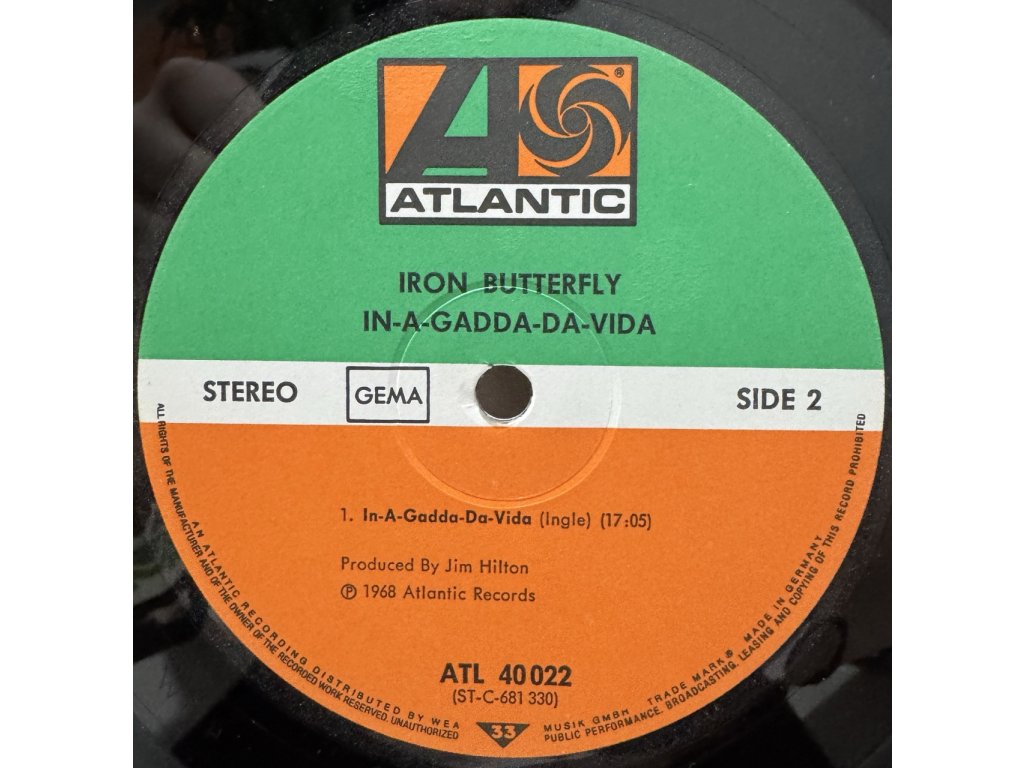 ATLANTIC
®
IRON BUTTERFLY
IN-A-GADDA-DA-VIDA
STEREO GEMA SIDE 2
1. In-A-Gadda-Da-Vida (Ingle) (17:05)
Produced By Jim Hilton
℗ 1968 Atlantic Records
ATL 40 022
(ST-C-681 330)
33
AN ATLANTIC RECORDING DISTRIBUTED BY WEA MUSIK GMBH TRADE MARK® MADE IN GERMANY
ALL RIGHTS OF THE MANUFACTURER AND OF THE OWNER OF THE RECORDED WORK RESERVED. UNAUTHORIZED PUBLIC PERFORMANCE. BROADCASTING. LEASING AND COPYING OF THIS RECORD PROHIBITED